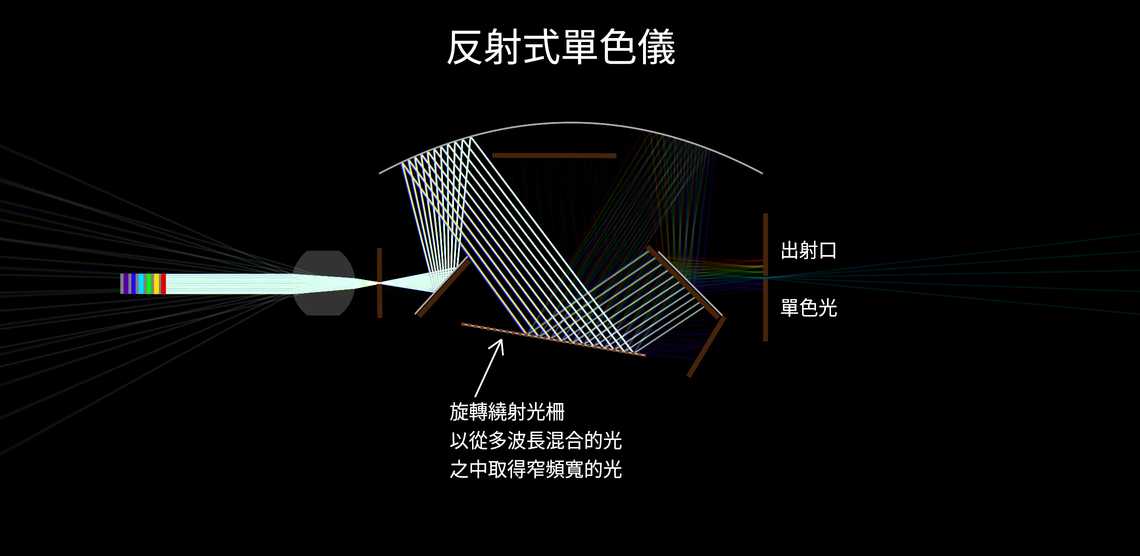 反射式單色儀
出射口
單色光
旋轉繞射光柵
以從多波長混合的光
之中取得窄頻寬的光